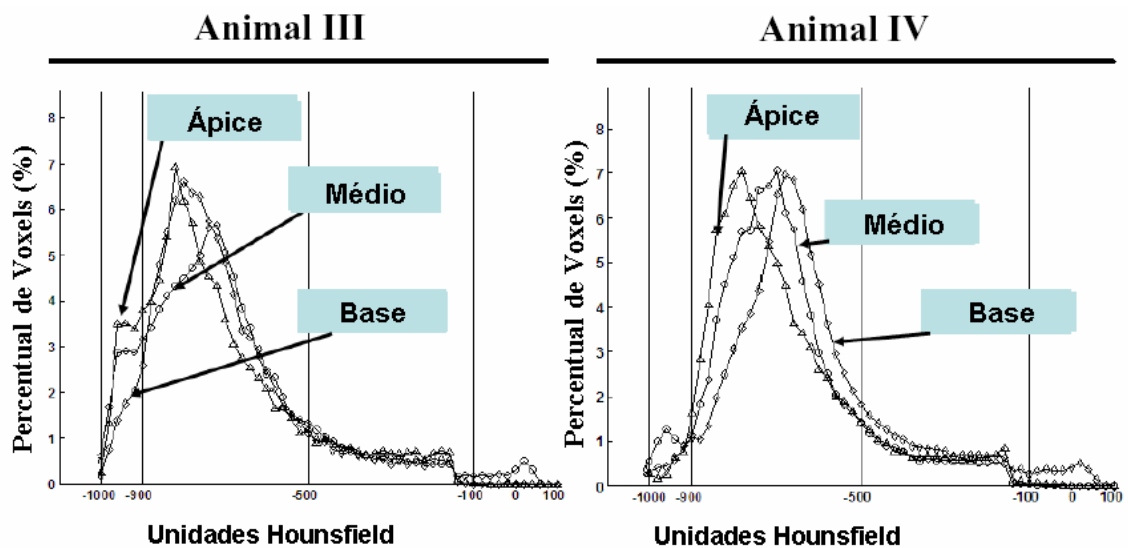 Animal III
Percentual de Voxels (%)
8
7
6
5
4
3
2
1
0
Ápice
Médio
Base
-1000
-900
-500
-100
0
100
Unidades Hounsfield
Animal IV
Percentual de Voxels (%)
8
7
6
5
4
3
2
1
0
Ápice
Médio
Base
-1000
-900
-500
-100
0
100
Unidades Hounsfield